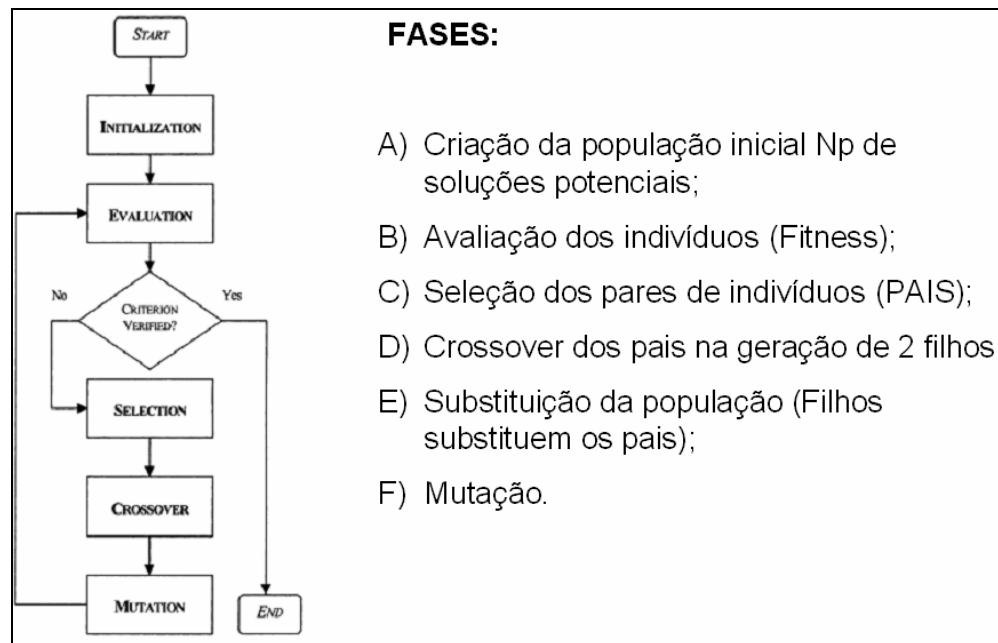 START
INITIALIZATION
EVALUATION
No
Yes
CRITERION
VERIFIED?
SELECTION
CROSSOVER
MUTATION
END
FASES:
A) Criação da população inicial Np de
soluções potenciais;
B) Avaliação dos indivíduos (Fitness);
C) Seleção dos pares de indivíduos (PAIS);
D) Crossover dos pais na geração de 2 filhos
E) Substituição da população (Filhos
substituem os pais);
F) Mutação.